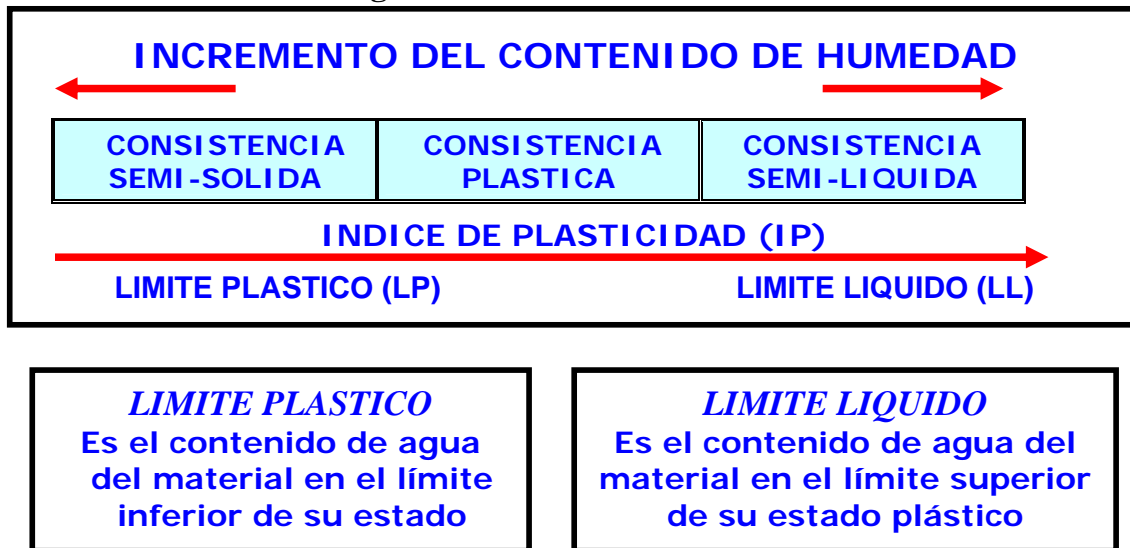 INCREMENTO DEL CONTENIDO DE HUMEDAD
CONSISTENCIA SEMI-SOLIDA
CONSISTENCIA PLASTICA
CONSISTENCIA SEMI-LIQUIDA
INDICE DE PLASTICIDAD (IP)
LIMITE PLASTICO (LP)
LIMITE LIQUIDO (LL)
LIMITE PLASTICO
Es el contenido de agua
del material en el límite
inferior de su estado
LIMITE LIQUIDO
Es el contenido de agua del
material en el límite superior
de su estado plástico